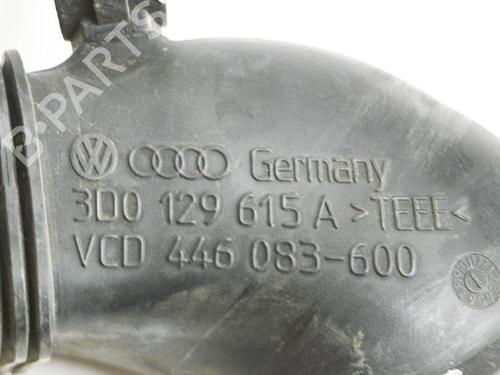 Germany
3D0 129 615 A >TEEE<
VCD 446 083-600
B-PARTS